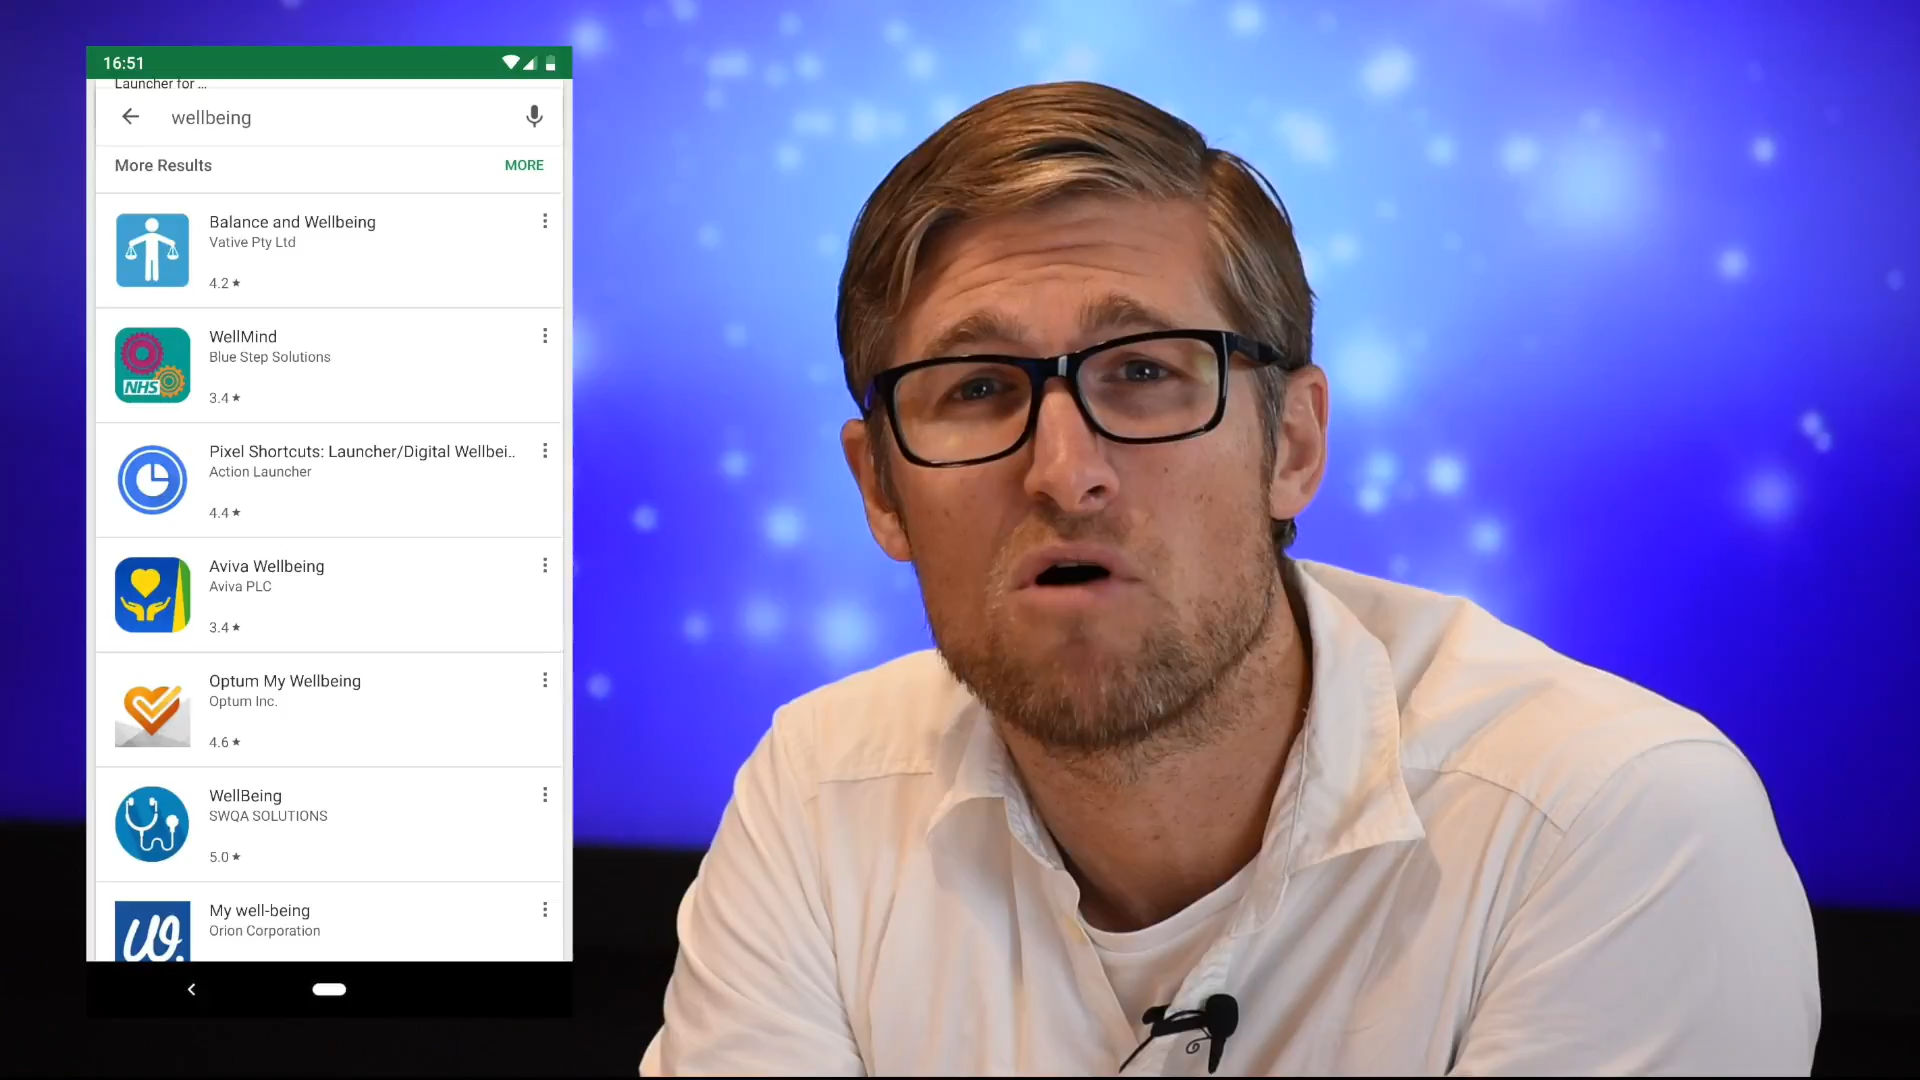 16:51
Launcher for ...
wellbeing
More Results
MORE
Balance and Wellbeing
Vative Pty Ltd
4.2
WellMind
Blue Step Solutions
NHS
3.4
Pixel Shortcuts: Launcher/Digital Wellbei..
Action Launcher
4.4
Aviva Wellbeing
Aviva PLC
3.4
Optum My Wellbeing
Optum Inc.
4.6
WellBeing
SWQA SOLUTIONS
5.0
My well-being
Orion Corporation
w.